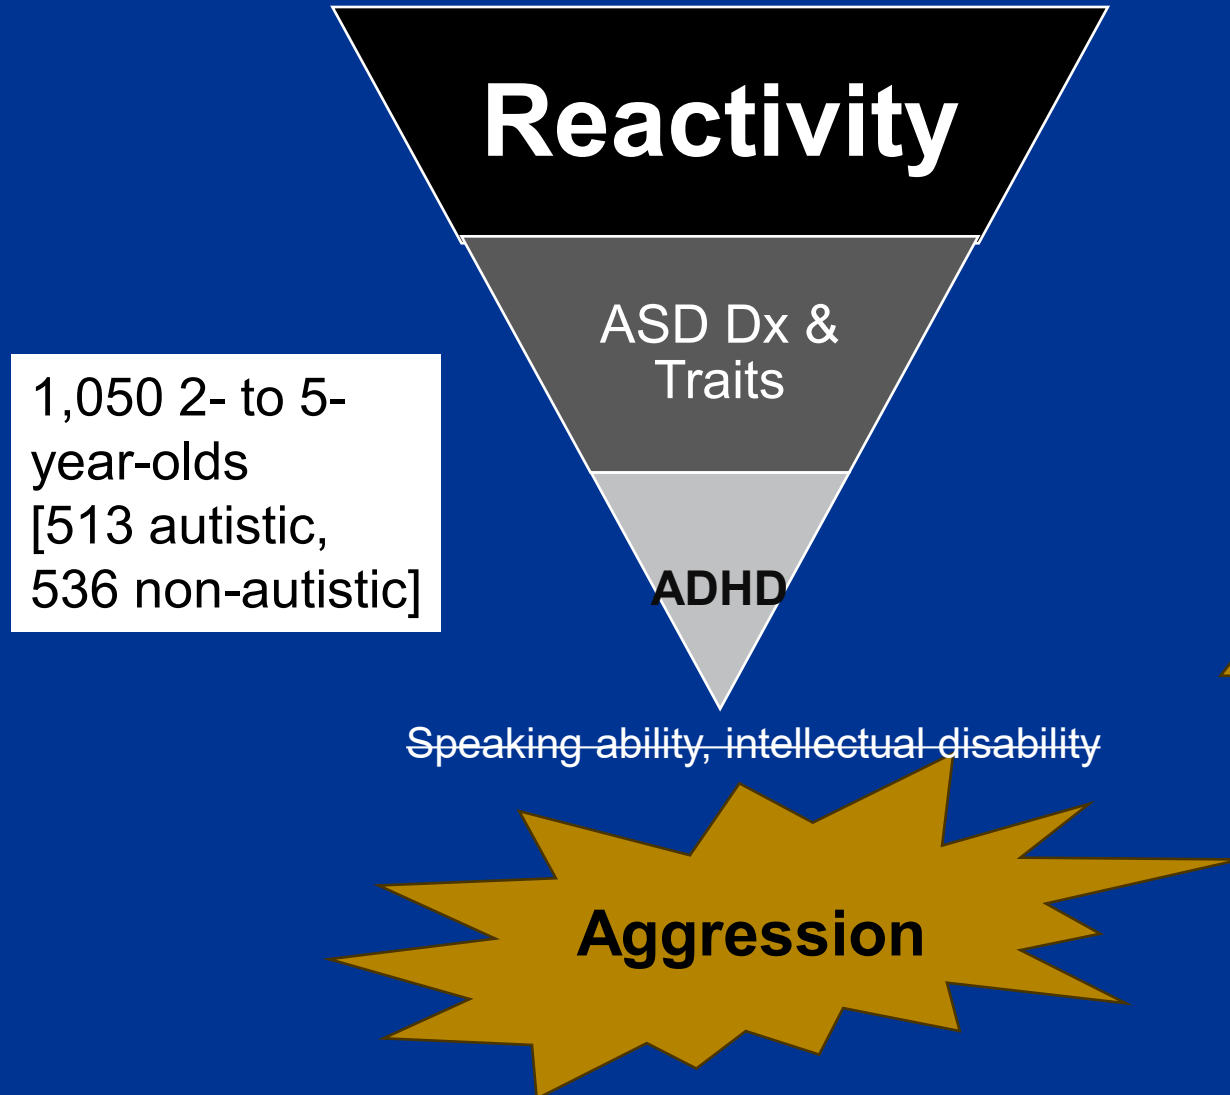 Reactivity
ASD Dx &
Traits
1,050 2- to 5-
year-olds
[513 autistic,
536 non-autistic]
ADHD
Speaking ability, intellectual disability
Aggression